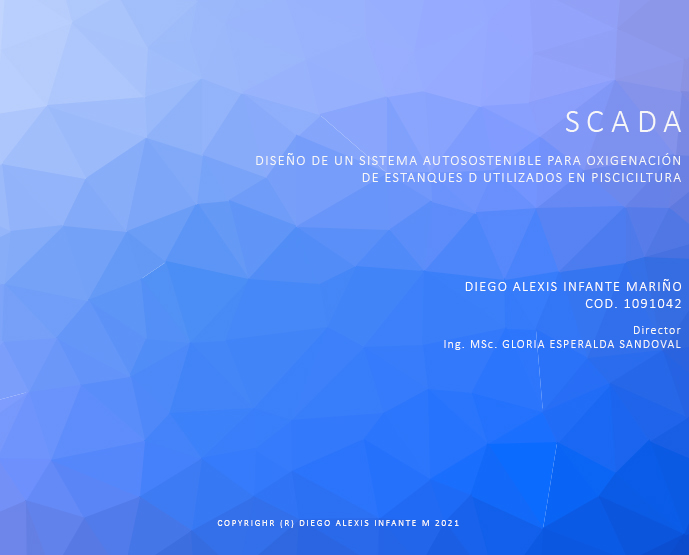 SCADA
DISEÑO DE UN SISTEMA AUTOSOSTENIBLE PARA OXIGENACIÓN
DE ESTANQUES D UTILIZADOS EN PISCICILTURA
DIEGO ALEXIS INFANTE MARIÑO
COD. 1091042
Director
Ing. MSc. GLORIA ESPERALDA SANDOVAL
COPYRIGHR (R) DIEGO ALEXIS INFANTE M 2021